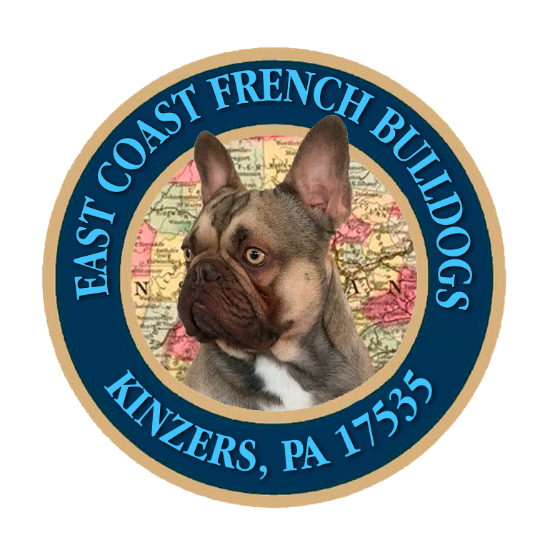 EAST COAST FRENCH BULLDOGS
KINZERS, PA 17535